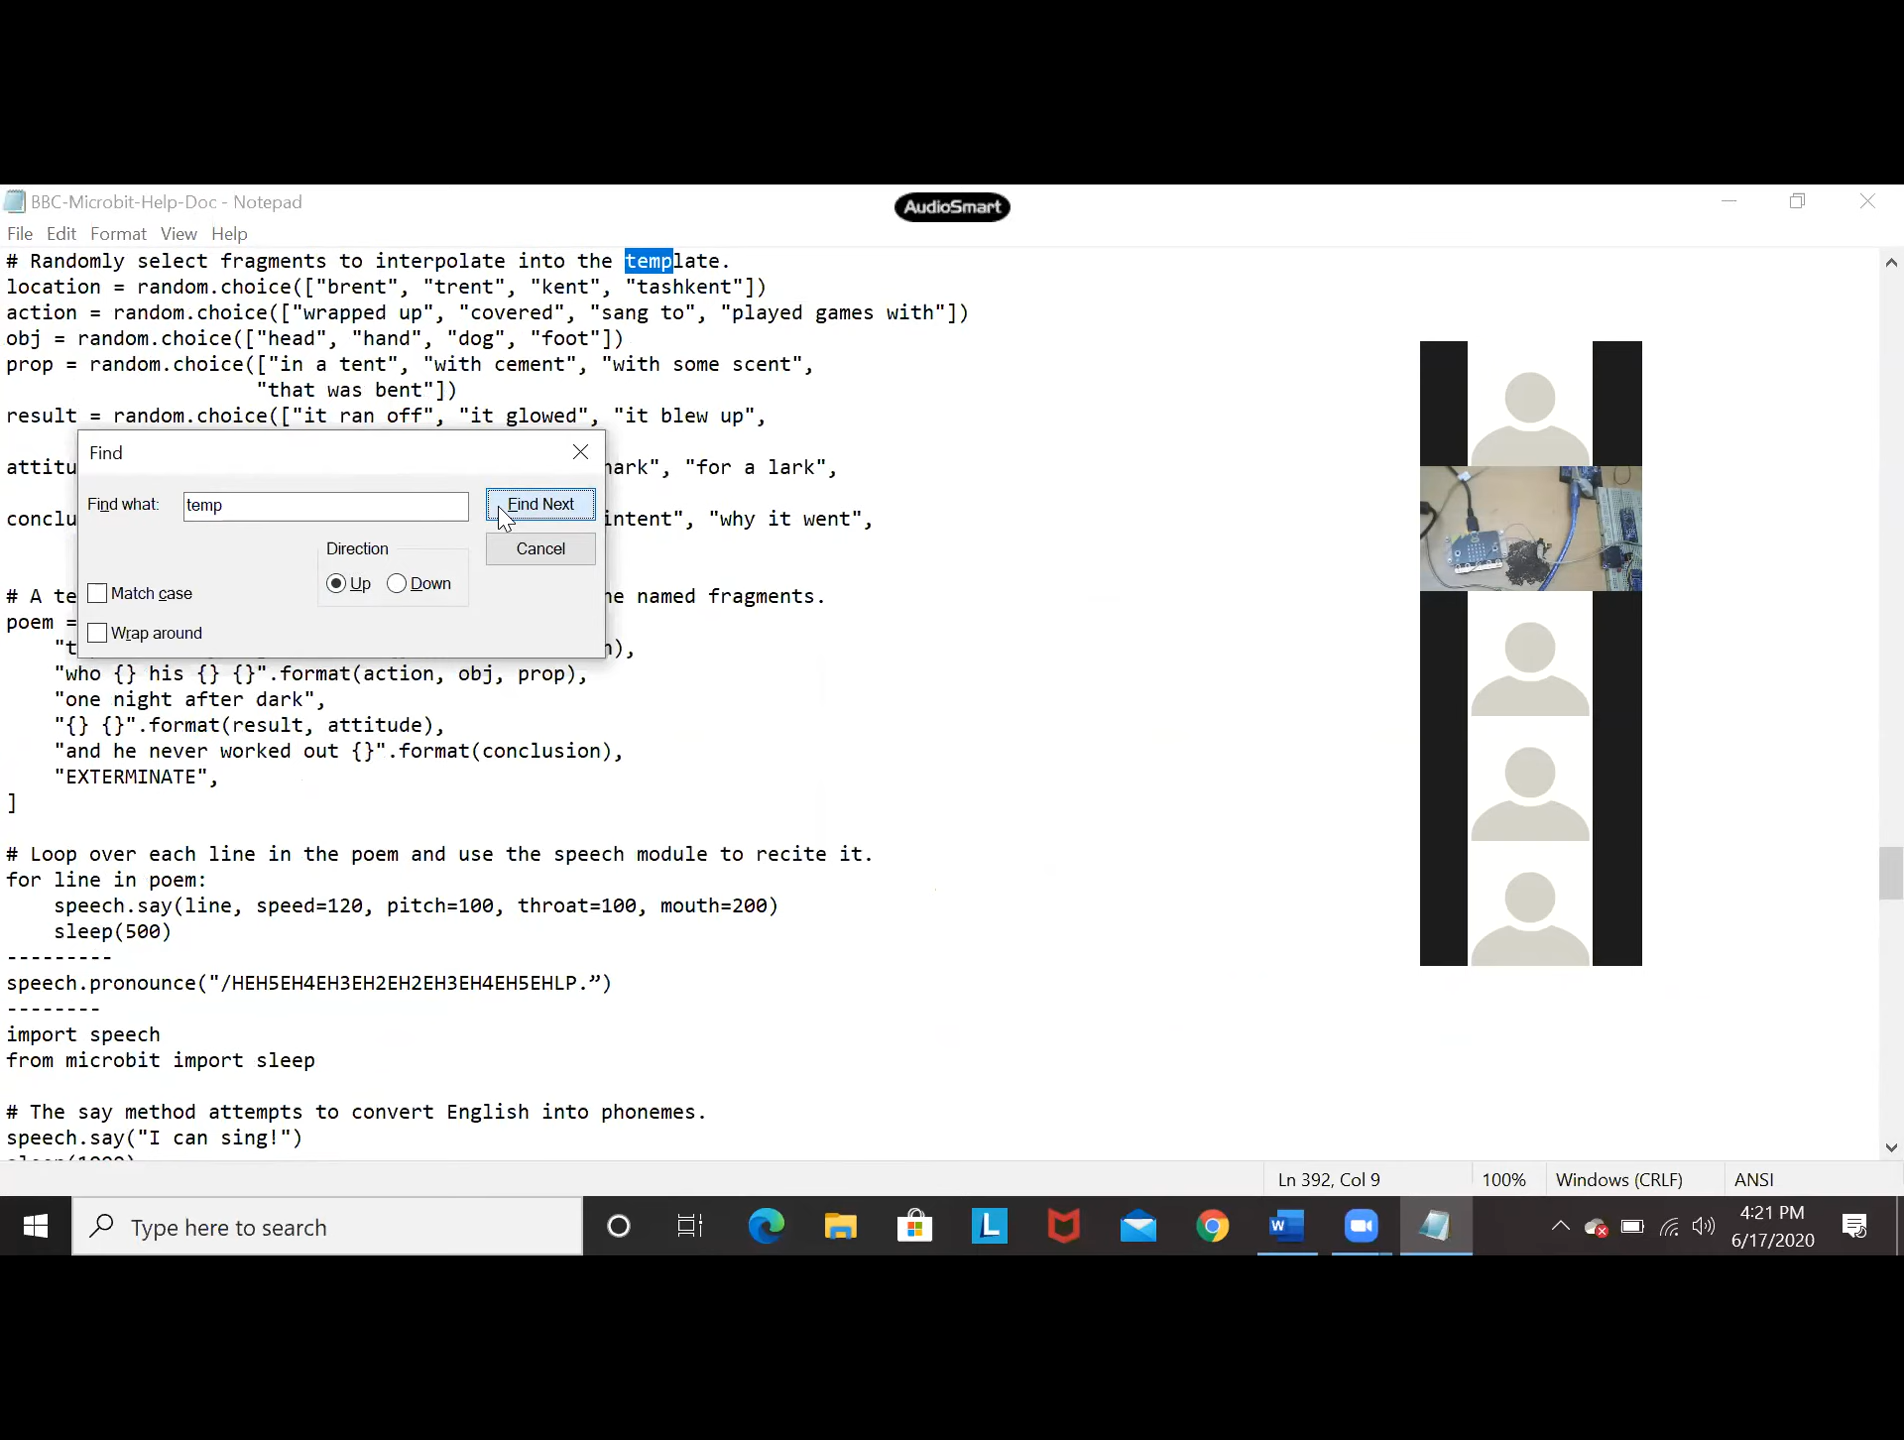 BBC-Microbit-Help-Doc - Notepad
AudioSmart
File Edit Format View Help
# Randomly select fragments to interpolate into the template.
location = random.choice(["brent", "trent", "kent", "tashkent"])
action = random.choice(["wrapped up", "covered", "sang to", "played games with"])
obj = random.choice(["head", "hand", "dog", "foot"])
prop = random.choice(["in a tent", "with cement", "with some scent",
"that was bent"])
result = random.choice(["it ran off", "it glowed", "it blew up",
attitu ark", "for a lark",
conclu intent", "why it went",
# A te e named fragments.
poem =
"t ),
"who {} his {} {}".format(action, obj, prop),
"one night after dark",
"{} {}".format(result, attitude),
"and he never worked out {}".format(conclusion),
"EXTERMINATE",
]
# Loop over each line in the poem and use the speech module to recite it.
for line in poem:
speech.say(line, speed=120, pitch=100, throat=100, mouth=200)
sleep(500)
---------
speech.pronounce("/HEH5EH4EH3EH2EH2EH3EH4EH5EHLP.”)
--------
import speech
from microbit import sleep
# The say method attempts to convert English into phonemes.
speech.say("I can sing!")
Find
Find what: temp
Find Next
Direction
Cancel
Up Down
Match case
Wrap around
Ln 392, Col 9 100% Windows (CRLF) ANSI
Type here to search
L
W
4:21 PM
6/17/2020